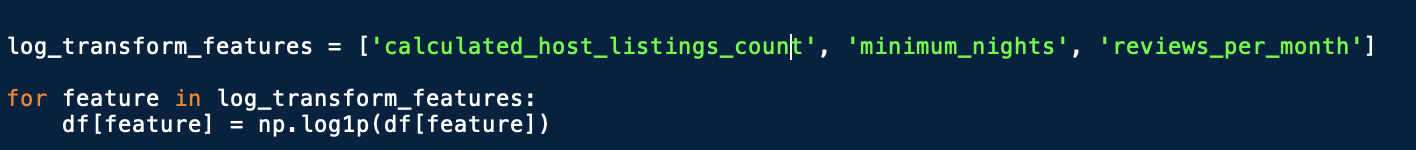 log_transform_features = ['calculated_host_listings_count', 'minimum_nights', 'reviews_per_month']
for feature in log_transform_features:
    df[feature] = np.log1p(df[feature])